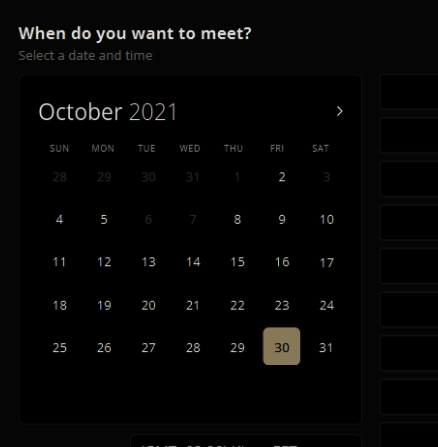 When do you want to meet?
Select a date and time
October 2021
SUN MON TUE WED THU FRI SAT
28 29 30 31 1 2 3
4 5 6 7 8 9 10
11 12 13 14 15 16 17
18 19 20 21 22 23 24
25 26 27 28 29 30 31